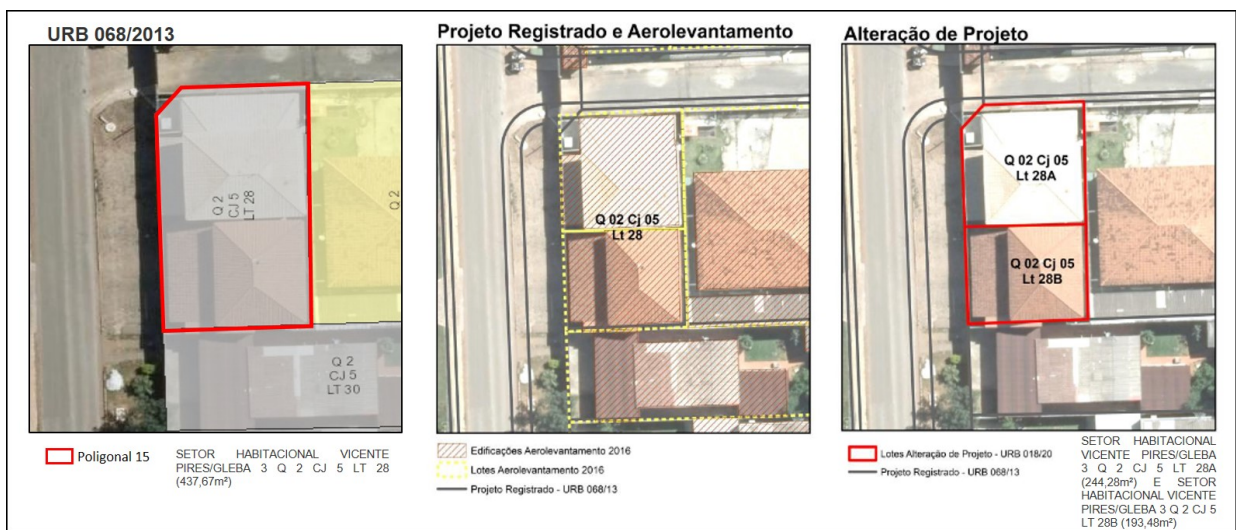 URB 068/2013
Q 2
CJ 5
LT 28
Q 2
Q 2
CJ 5
LT 30
Poligonal 15
SETOR HABITACIONAL VICENTE
PIRES/GLEBA 3 Q 2 CJ 5 LT 28
(437,67m²)
Projeto Registrado e Aerolevantamento
Q 02 Cj 05
Lt 28
Edificações Aerolevantamento 2016
Lotes Aerolevantamento 2016
Projeto Registrado - URB 068/13
Alteração de Projeto
Q 02 Cj 05
Lt 28A
Q 02 Cj 05
Lt 28B
Lotes Alteração de Projeto - URB 018/20
Projeto Registrado - URB 068/13
SETOR HABITACIONAL
VICENTE PIRES/GLEBA
3 Q 2 CJ 5 LT 28A
(244,28m²) E SETOR
HABITACIONAL VICENTE
PIRES/GLEBA 3 Q 2 CJ 5
LT 28B (193,48m²)